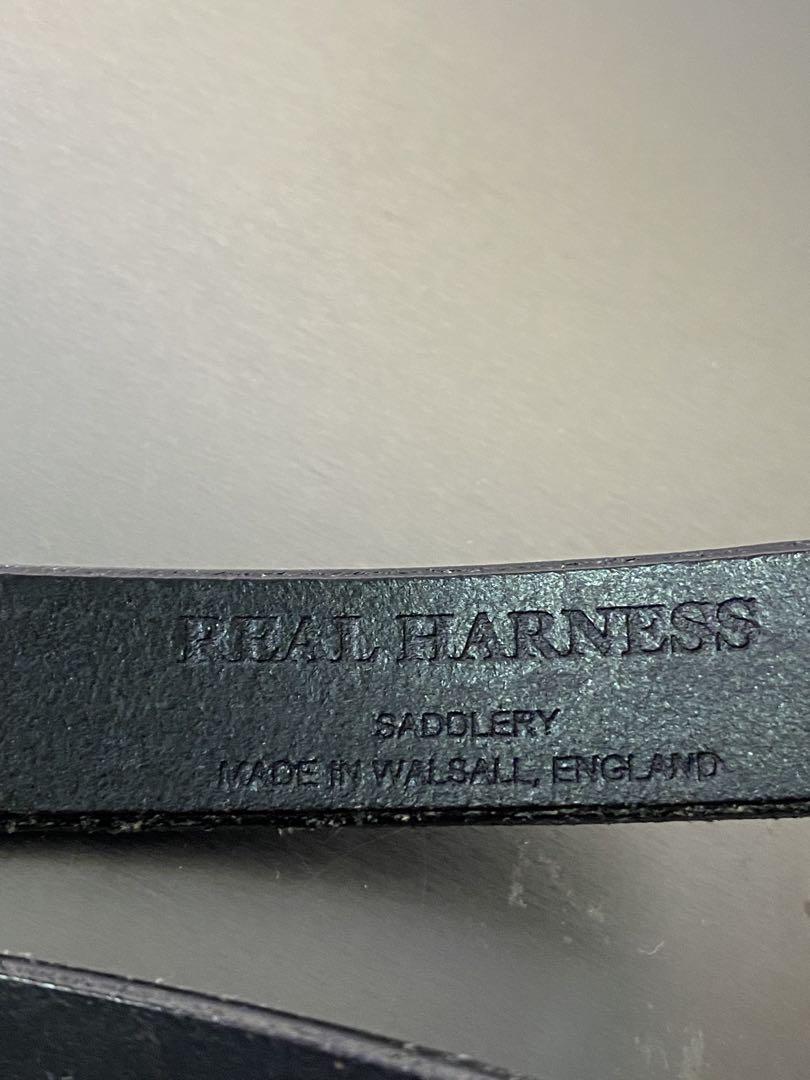 REAL HARNESS
SADDLERY
MADE IN WALSALL, ENGLAND